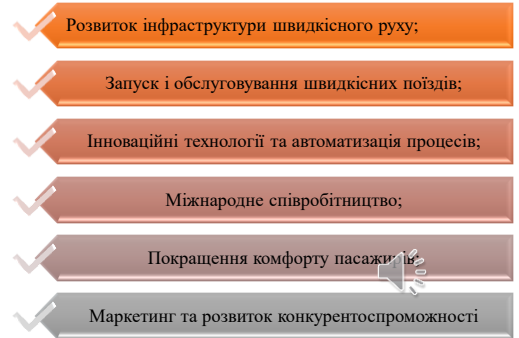 Розвиток інфраструктури швидкісного руху;
Запуск і обслуговування швидкісних поїздів;
Інноваційні технології та автоматизація процесів;
Міжнародне співробітництво;
Покращення комфорту пасажирів;
Маркетинг та розвиток конкурентоспроможності